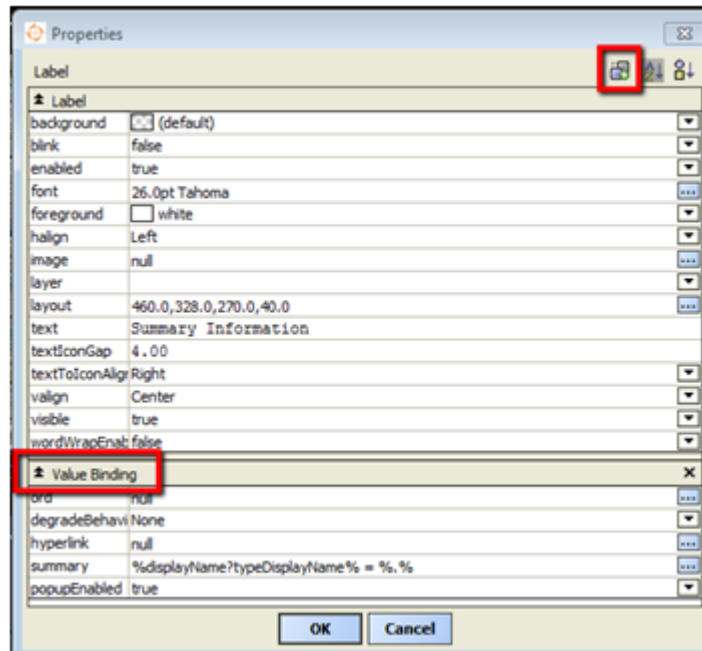 Properties
Label
Label
background (default)
blink false
enabled true
font 26.0pt Tahoma
foreground white
halign Left
image null
layer
layout 460.0,328.0,270.0,40.0
text Summary Information
textIconGap 4.00
textToIconAligr Right
valign Center
visible true
wordWrapEnab false
Value Binding
ord null
degradeBehavi None
hyperlink null
summary %displayName?typeDisplayName% = %.%
popupEnabled true
OK Cancel